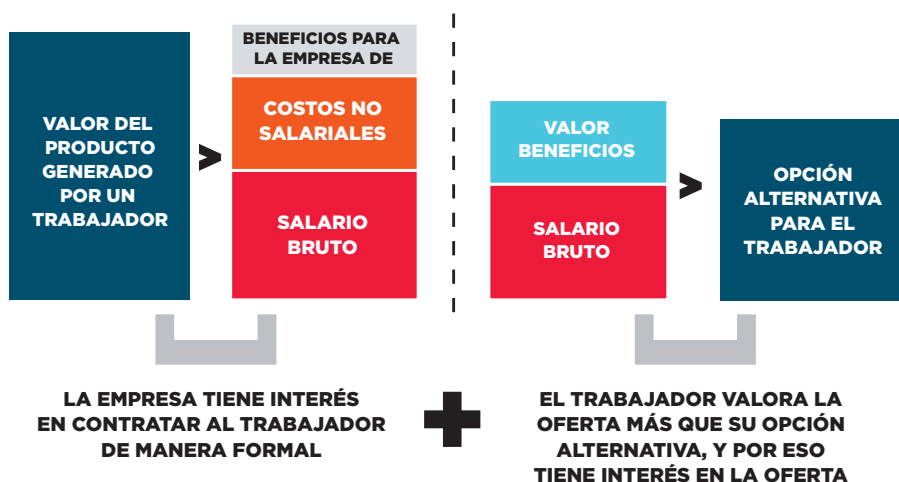 VALOR DEL
PRODUCTO
GENERADO
POR UN
TRABAJADOR
>
BENEFICIOS PARA
LA EMPRESA DE
COSTOS NO
SALARIALES
SALARIO
BRUTO
VALOR
BENEFICIOS
SALARIO
BRUTO
>
OPCIÓN
ALTERNATIVA
PARA EL
TRABAJADOR
LA EMPRESA TIENE INTERÉS
EN CONTRATAR AL TRABAJADOR
DE MANERA FORMAL
+
EL TRABAJADOR VALORA LA
OFERTA MÁS QUE SU OPCIÓN
ALTERNATIVA, Y POR ESO
TIENE INTERÉS EN LA OFERTA